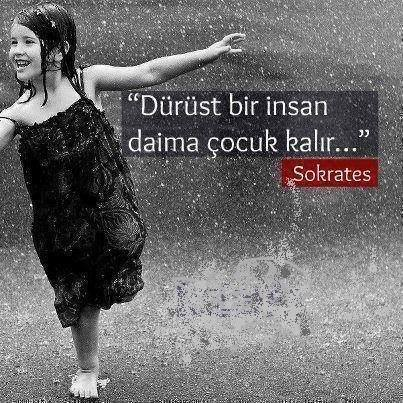 “Dürüst bir insan
daima çocuk kalır...”
Sokrates